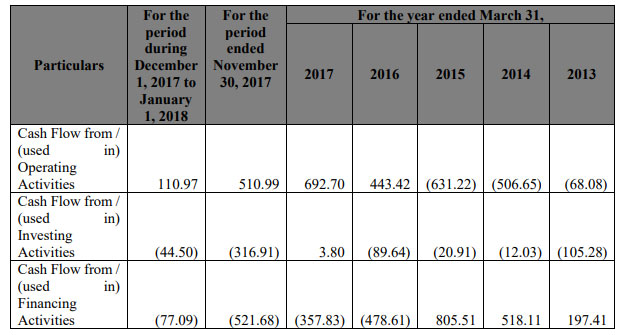 Particulars
For the
period
during
December
1, 2017 to
January
1, 2018
For the
period
ended
November
30, 2017
For the year ended March 31,
2017 2016 2015 2014 2013
Cash Flow from /
(used in)
Operating
Activities 110.97 510.99 692.70 443.42 (631.22) (506.65) (68.08)
Cash Flow from /
(used in)
Investing
Activities (44.50) (316.91) 3.80 (89.64) (20.91) (12.03) (105.28)
Cash Flow from /
(used in)
Financing
Activities (77.09) (521.68) (357.83) (478.61) 805.51 518.11 197.41